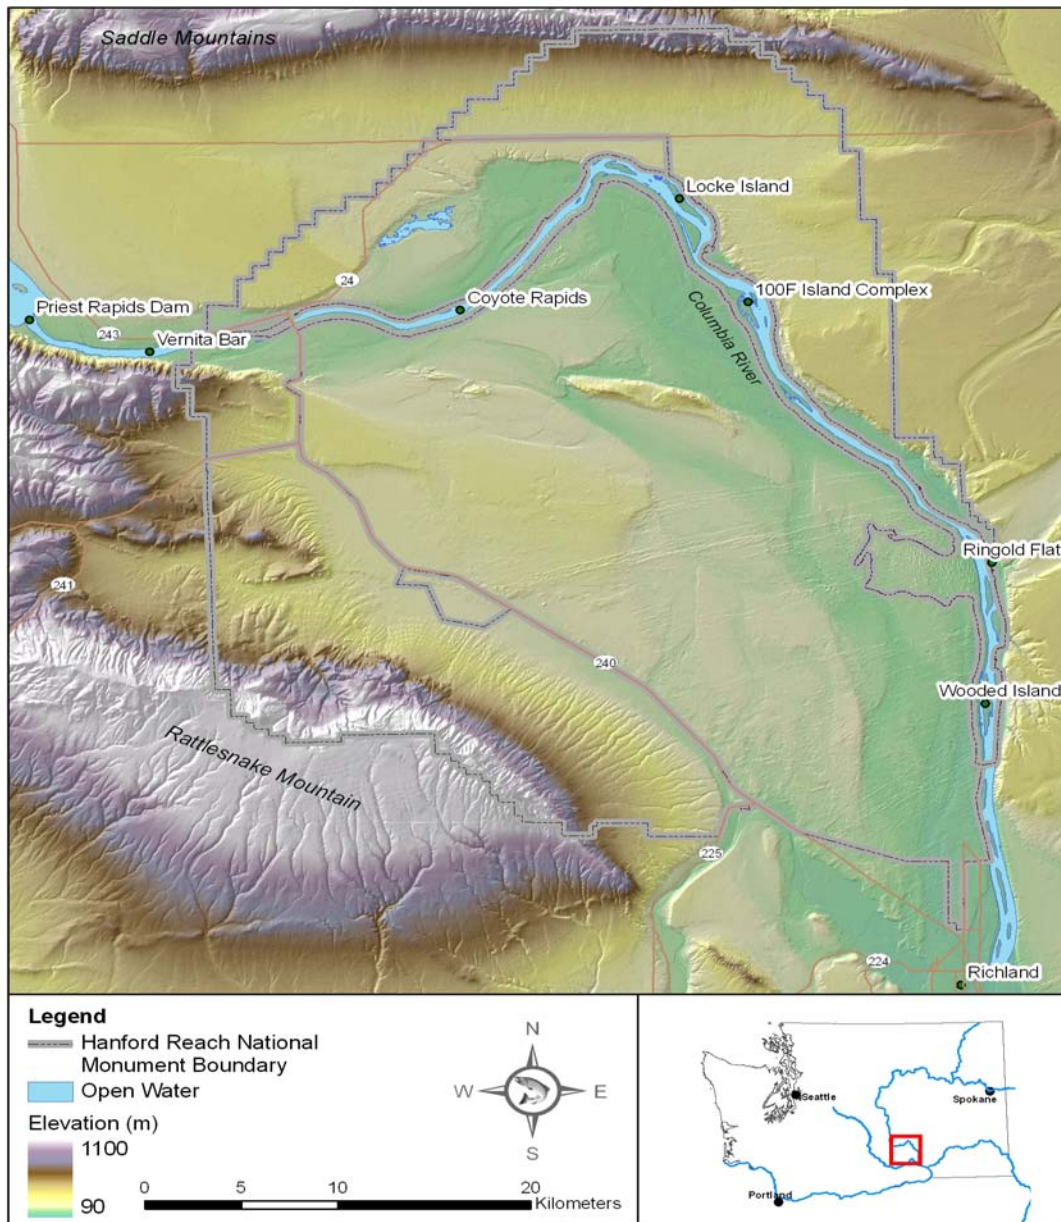 Saddle Mountains
Locke Island
24
Coyote Rapids
100F Island Complex
Priest Rapids Dam
243
Vernita Bar
Columbia River
Ringold Flat
241
240
Wooded Island
Rattlesnake Mountain
225
224
Richland
Legend
Hanford Reach National
Monument Boundary
Open Water
Elevation (m)
1100
90
N
W
E
S
0
5
10
20
Kilometers
Seattle
Spokane
Portland